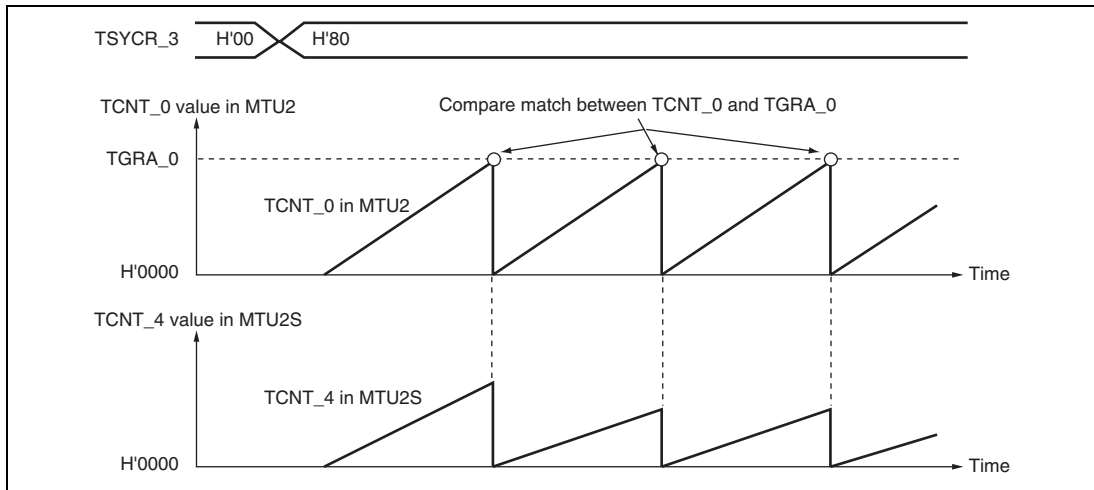 TSYCR_3 H'00 H'80
TCNT_0 value in MTU2
Compare match between TCNT_0 and TGRA_0
TGRA_0
TCNT_0 in MTU2
H'0000
Time
TCNT_4 value in MTU2S
TCNT_4 in MTU2S
H'0000
Time